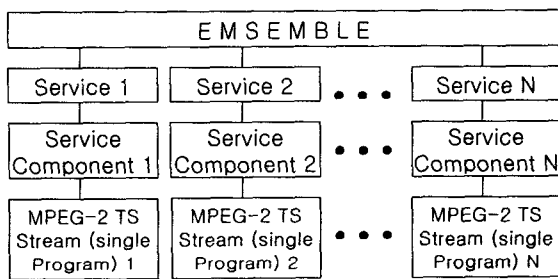 EMSEMBLE
Service 1
Service 2
Service N
Service
Component 1
Service
Component 2
Service
Component N
MPEG-2 TS
Stream (single
Program) 1
MPEG-2 TS
Stream (single
Program) 2
MPEG-2 TS
Stream (single
Program) N